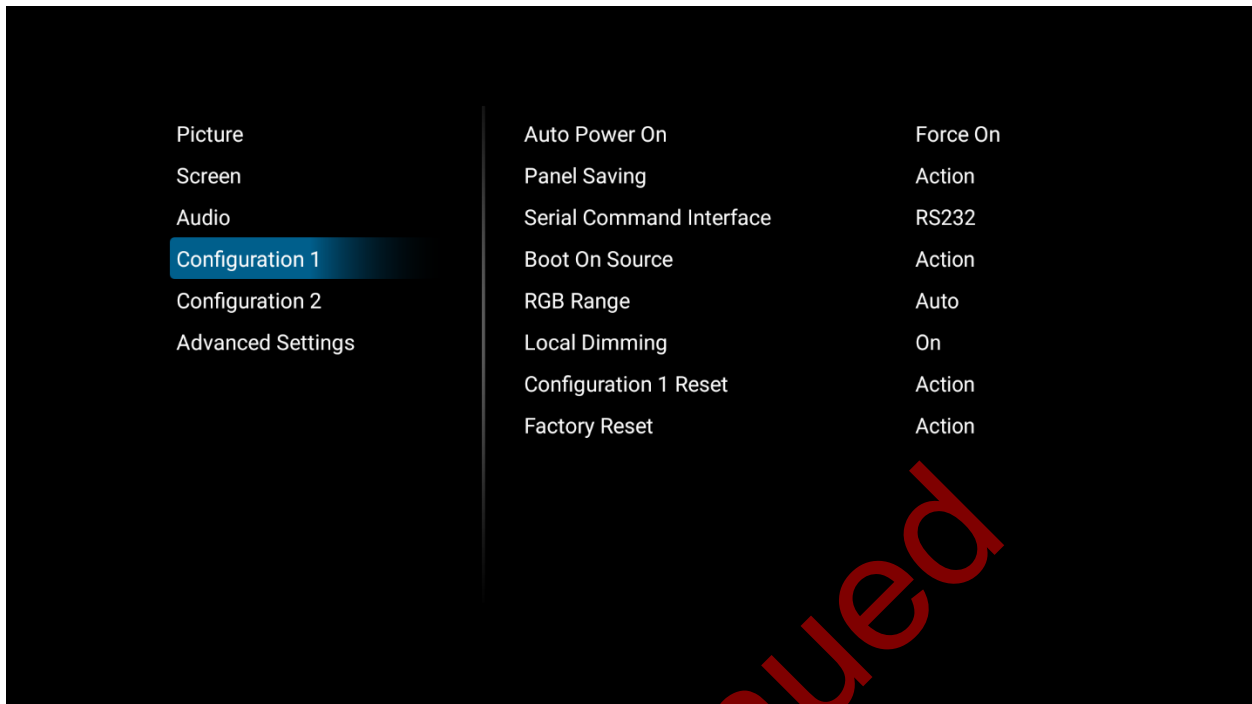 Picture
Screen
Audio
Configuration 1
Configuration 2
Advanced Settings
Auto Power On Force On
Panel Saving Action
Serial Command Interface RS232
Boot On Source Action
RGB Range Auto
Local Dimming On
Configuration 1 Reset Action
Factory Reset Action
ued